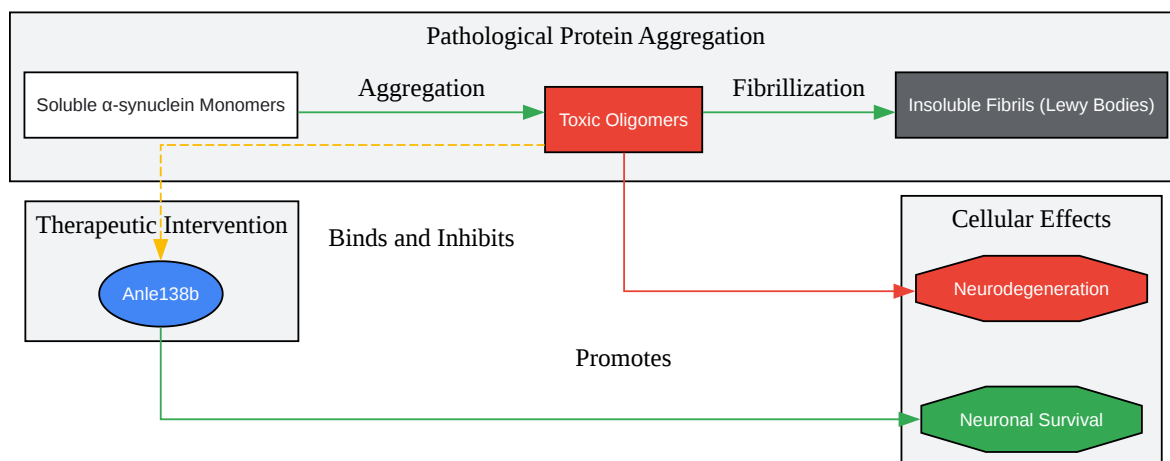 Pathological Protein Aggregation
Soluble α-synuclein Monomers
Aggregation
Toxic Oligomers
Fibrillization
Insoluble Fibrils (Lewy Bodies)
Therapeutic Intervention
Anle138b
Binds and Inhibits
Promotes
Cellular Effects
Neurodegeneration
Neuronal Survival